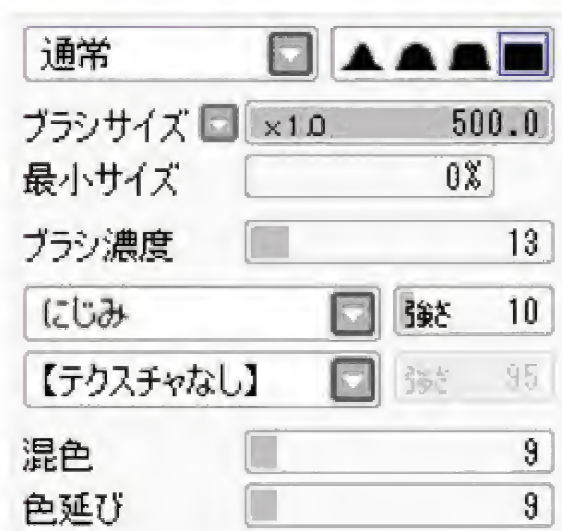 通常
ブラシサイズ ×1.0 500.0
最小サイズ 0%
ブラシ濃度 13
にじみ 強さ 10
【テクスチャなし】 強さ 95
混色 9
色延び 9